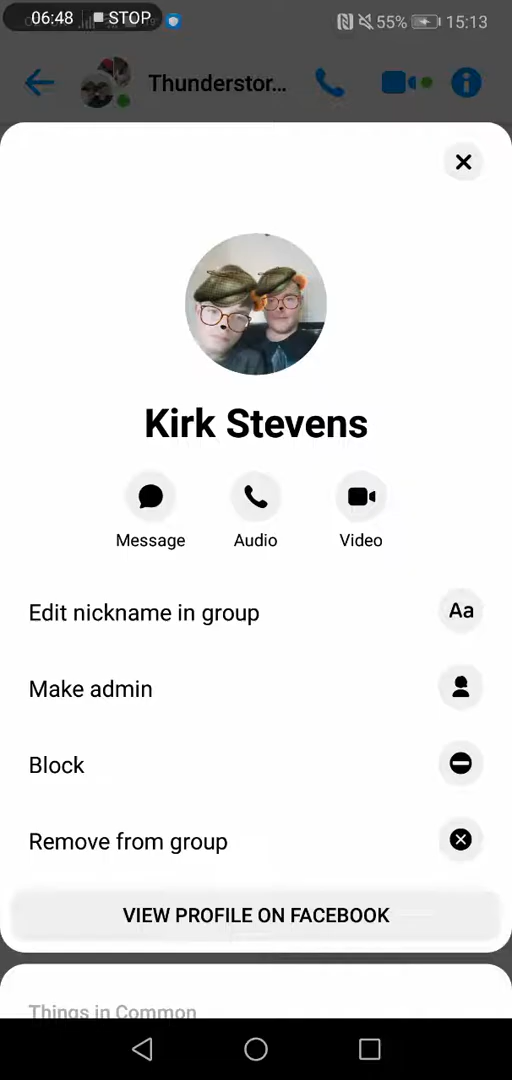 06:48 STOP 55% 15:13
Thunderstor...
Kirk Stevens
Message Audio Video
Edit nickname in group Aa
Make admin
Block
Remove from group
VIEW PROFILE ON FACEBOOK
Things in Common